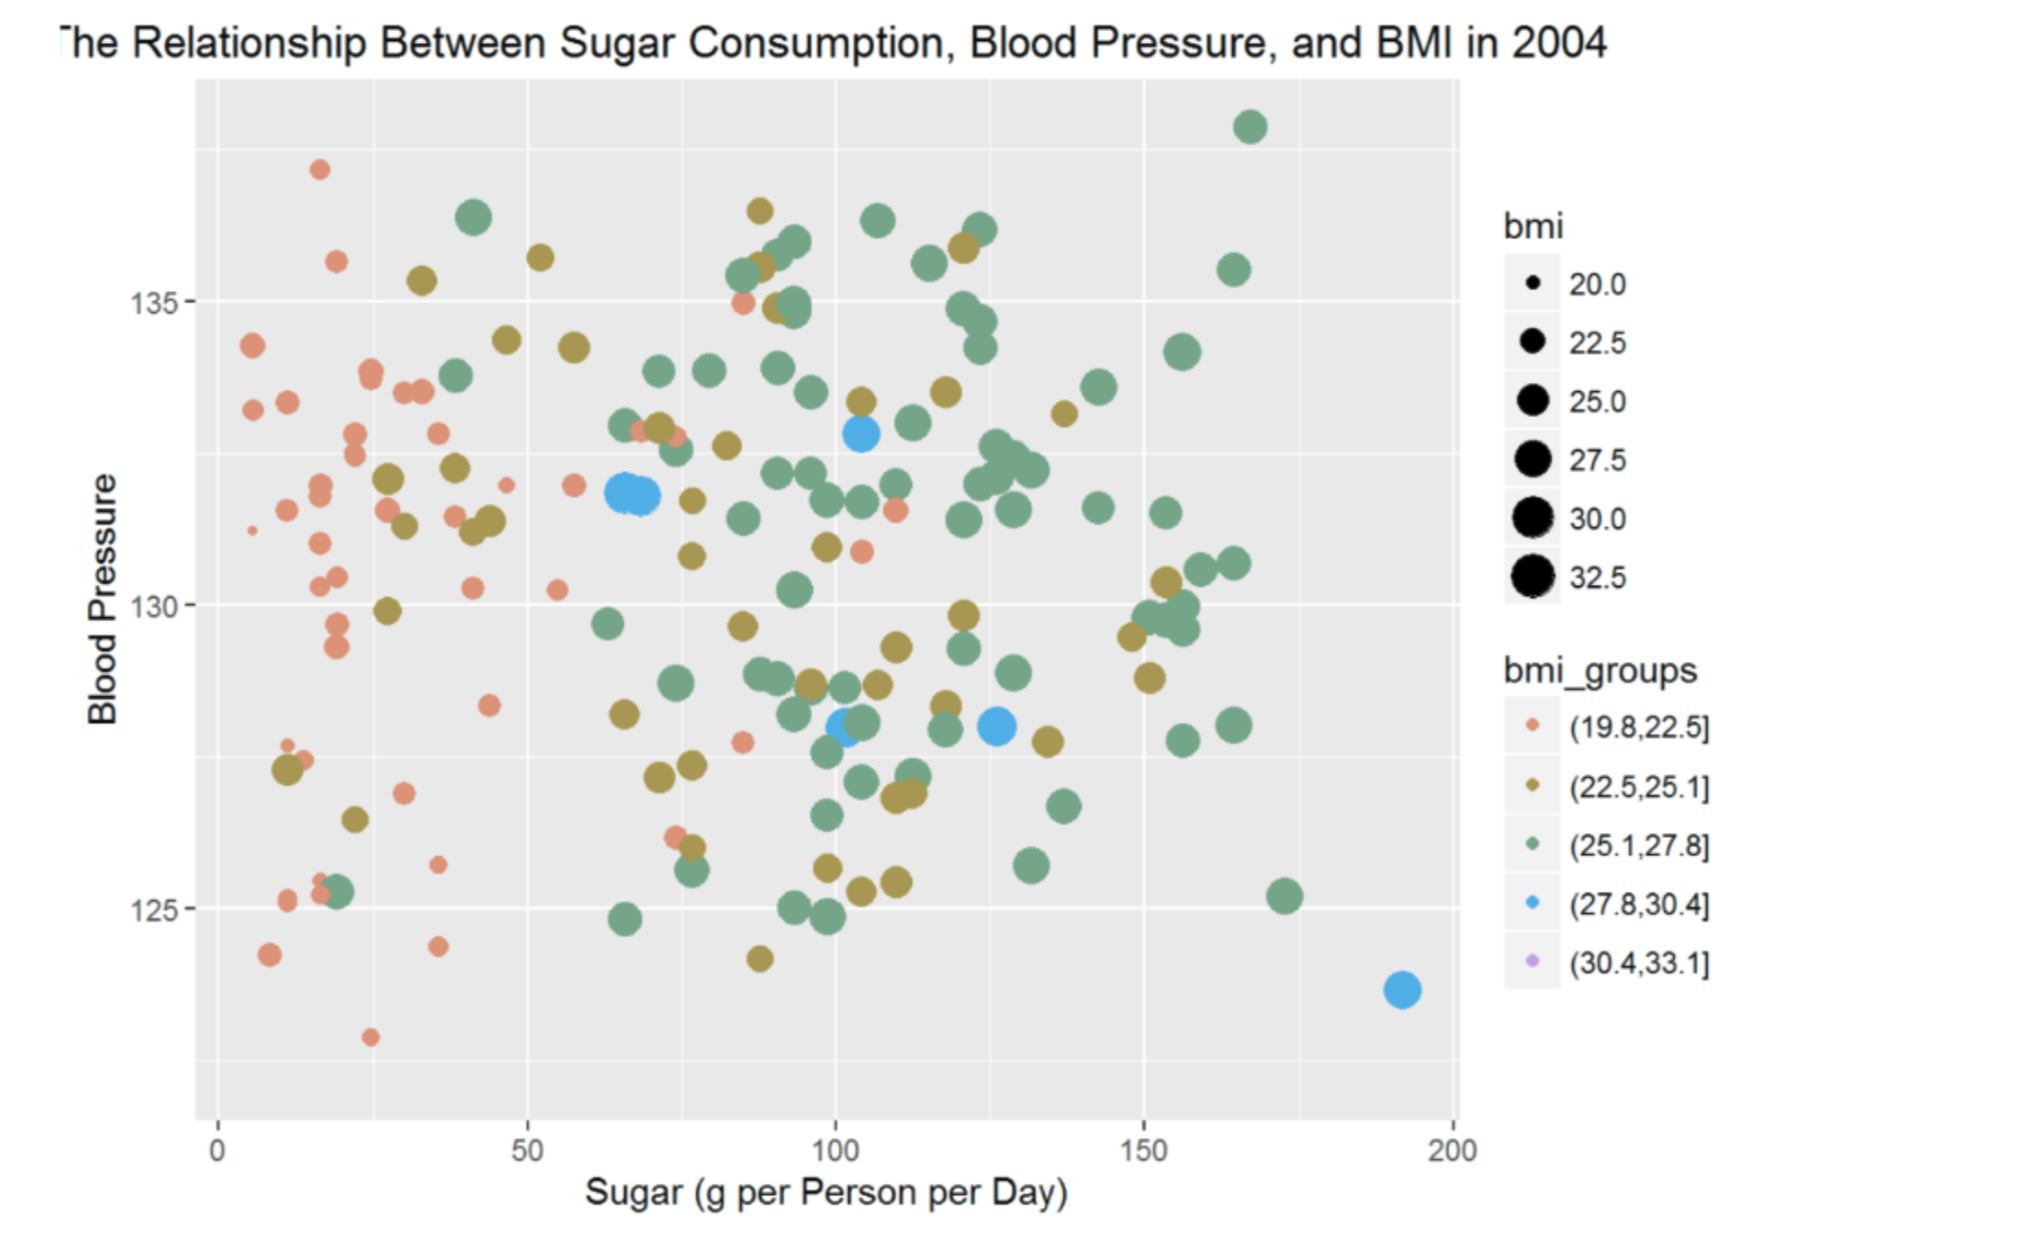 The Relationship Between Sugar Consumption, Blood Pressure, and BMI in 2004
135
130
125
Blood Pressure
0 50 100 150 200
Sugar (g per Person per Day)
bmi
20.0
22.5
25.0
27.5
30.0
32.5
bmi_groups
(19.8,22.5]
(22.5,25.1]
(25.1,27.8]
(27.8,30.4]
(30.4,33.1]